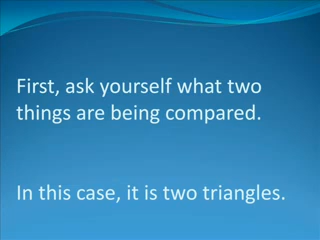 First, ask yourself what two
things are being compared.
In this case, it is two triangles.